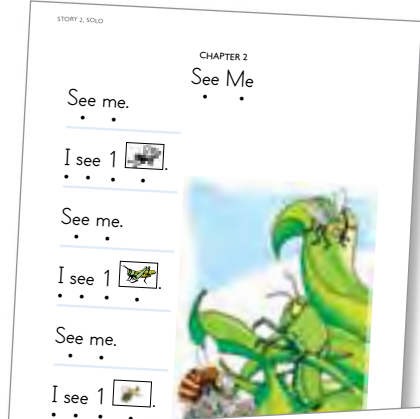 STORY 2, SOLO
CHAPTER 2
See Me
See me.
I see 1 .
See me.
I see 1 .
See me.
I see 1 .